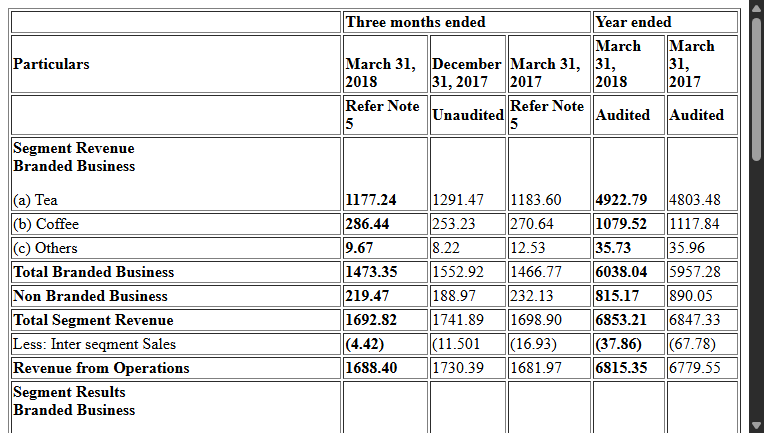 Three months ended Year ended
Particulars March 31, 2018 December 31, 2017 March 31, 2017 March 31, 2018 March 31, 2017
Refer Note 5 Unaudited Refer Note 5 Audited Audited
Segment Revenue
Branded Business
(a) Tea 1177.24 1291.47 1183.60 4922.79 4803.48
(b) Coffee 286.44 253.23 270.64 1079.52 1117.84
(c) Others 9.67 8.22 12.53 35.73 35.96
Total Branded Business 1473.35 1552.92 1466.77 6038.04 5957.28
Non Branded Business 219.47 188.97 232.13 815.17 890.05
Total Segment Revenue 1692.82 1741.89 1698.90 6853.21 6847.33
Less: Inter seqment Sales (4.42) (11.501 (16.93) (37.86) (67.78)
Revenue from Operations 1688.40 1730.39 1681.97 6815.35 6779.55
Segment Results
Branded Business